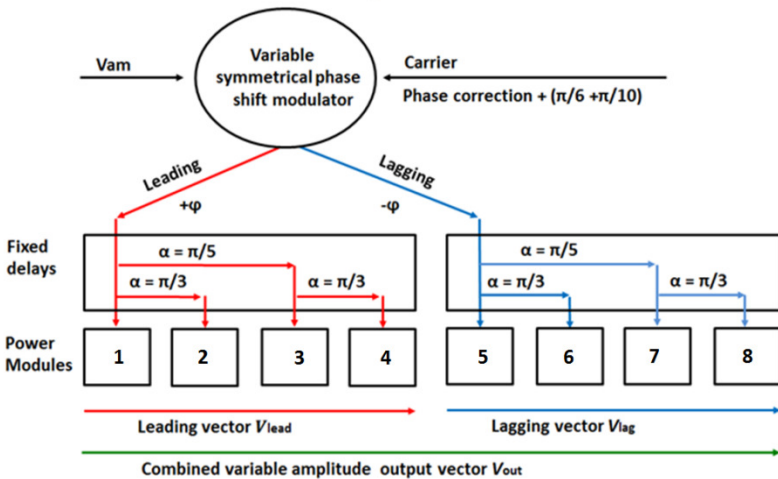 Vam
Variable
symmetrical phase
shift modulator
Carrier
Phase correction + (π/6 +π/10)
Leading
+φ
Lagging
-φ
Fixed
delays
α = π/5
α = π/3
α = π/3
α = π/5
α = π/3
α = π/3
Power
Modules
1
2
3
4
5
6
7
8
Leading vector Vlead
Lagging vector Vlag
Combined variable amplitude output vector Vout